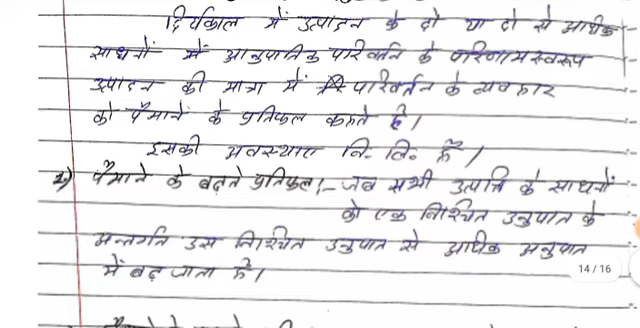 दिर्घकाल में उत्पादन के दो या दो से अधिक
साधनों में आनुपातिक परिवर्तन के परिणामस्वरूप
उत्पादन की मात्रा में परिवर्तन के व्यवहार
को पैमाने के प्रतिफल कहते है।
इसकी अवस्थाए नि. लि. हैं।
1) पैमाने के बढ़ते प्रतिफल :- जब सभी उत्पत्ति के साधनों
को एक निश्चित अनुपात के
अन्तर्गत उस निश्चित अनुपात से अधिक अनुपात
में बढ़ जाता है।
14 / 16